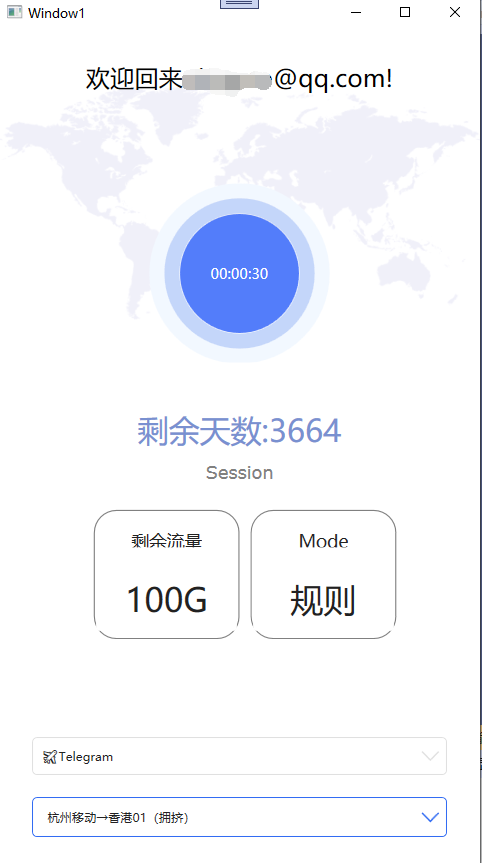 Window1
欢迎回来 @qq.com!
00:00:30
剩余天数:3664
Session
剩余流量
Mode
100G
规则
Telegram
杭州移动→香港01（拥挤）